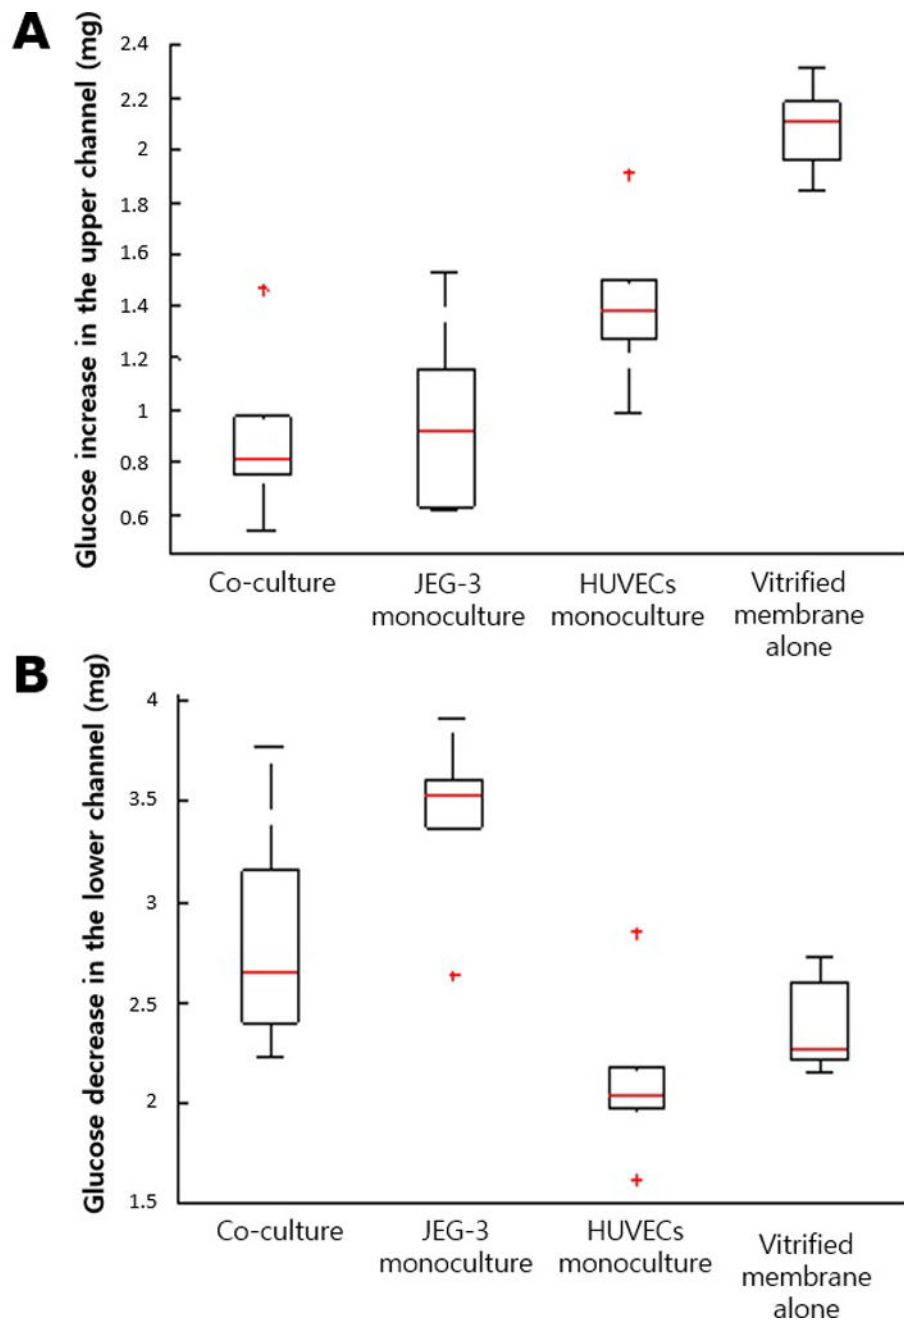 A
Glucose increase in the upper channel (mg)
2.4
2.2
2
1.8
1.6
1.4
1.2
1
0.8
0.6
Co-culture
JEG-3
monoculture
HUVECs
monoculture
Vitrified
membrane
alone
B
Glucose decrease in the lower channel (mg)
4
3.5
3
2.5
2
1.5
Co-culture
JEG-3
monoculture
HUVECs
monoculture
Vitrified
membrane
alone